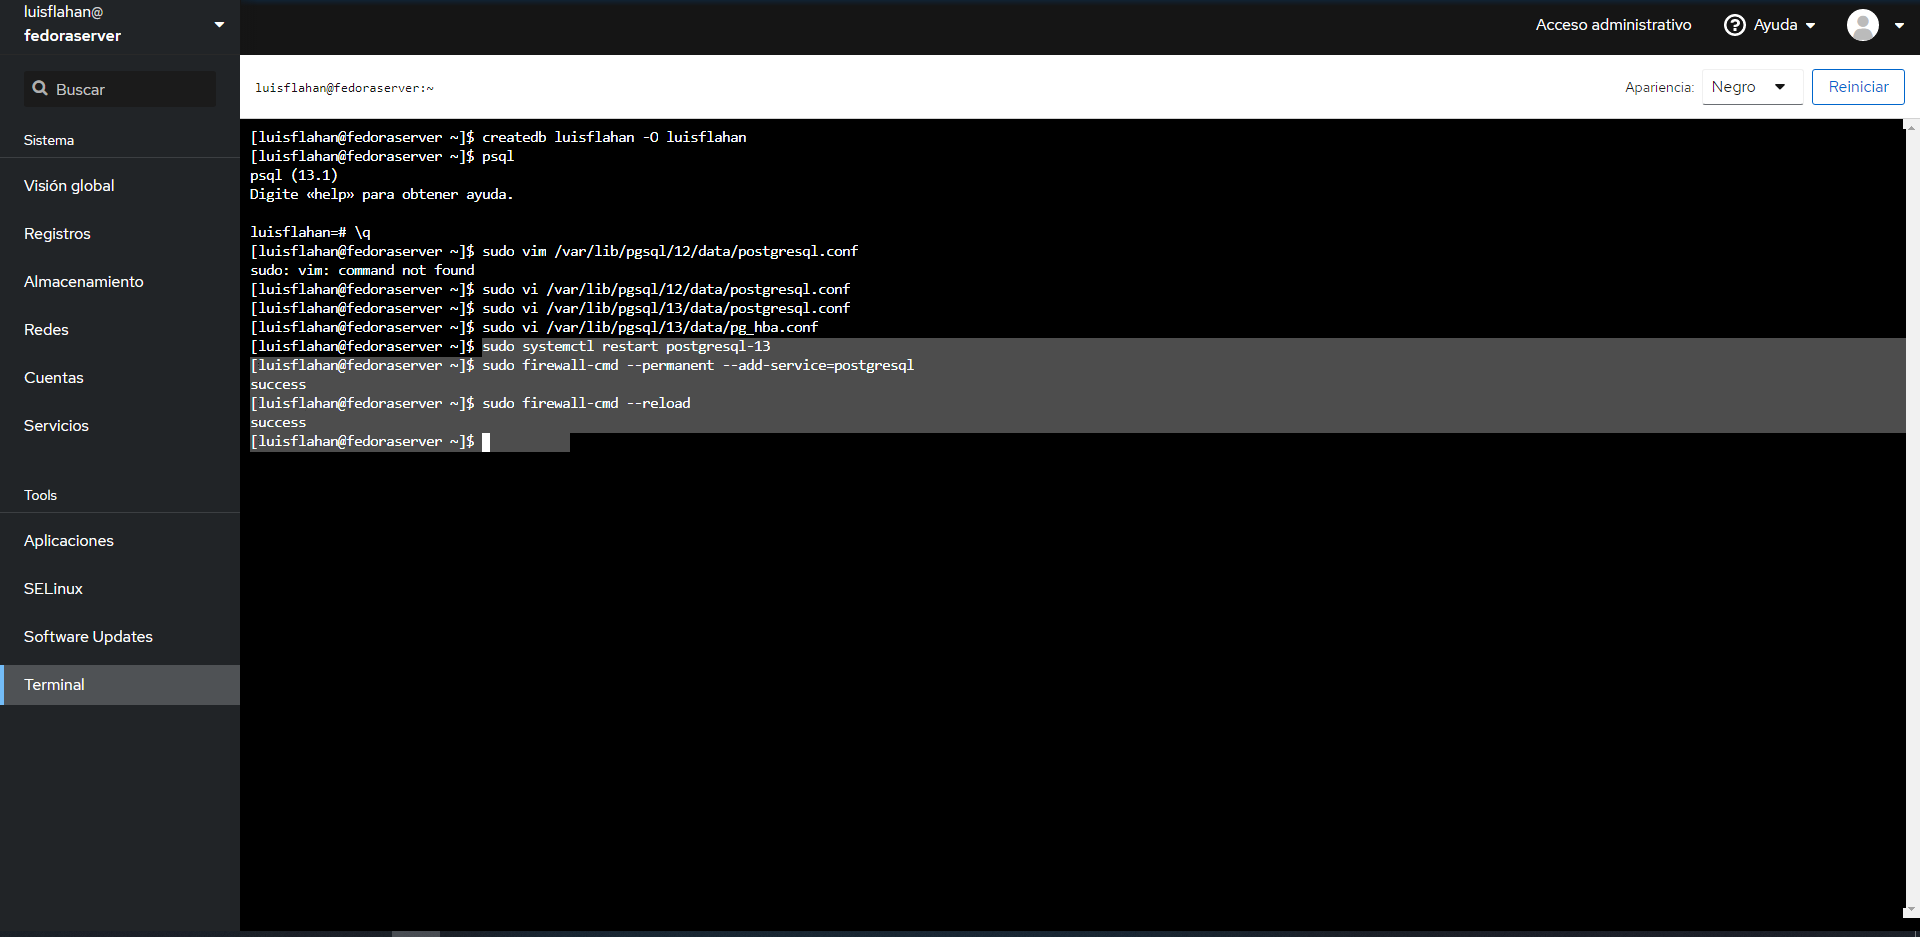 luisflahan@
fedoraserver
Acceso administrativo
Ayuda
Buscar
luisflahan@fedoraserver:~
Apariencia:
Negro
Reiniciar
Sistema
Visión global
Registros
Almacenamiento
Redes
Cuentas
Servicios
Tools
Aplicaciones
SELinux
Software Updates
Terminal
[luisflahan@fedoraserver ~]$ createdb luisflahan -O luisflahan
[luisflahan@fedoraserver ~]$ psql
psql (13.1)
Digite «help» para obtener ayuda.
luisflahan=# \q
[luisflahan@fedoraserver ~]$ sudo vim /var/lib/pgsql/12/data/postgresql.conf
sudo: vim: command not found
[luisflahan@fedoraserver ~]$ sudo vi /var/lib/pgsql/12/data/postgresql.conf
[luisflahan@fedoraserver ~]$ sudo vi /var/lib/pgsql/13/data/postgresql.conf
[luisflahan@fedoraserver ~]$ sudo vi /var/lib/pgsql/13/data/pg_hba.conf
[luisflahan@fedoraserver ~]$ sudo systemctl restart postgresql-13
[luisflahan@fedoraserver ~]$ sudo firewall-cmd --permanent --add-service=postgresql
success
[luisflahan@fedoraserver ~]$ sudo firewall-cmd --reload
success
[luisflahan@fedoraserver ~]$